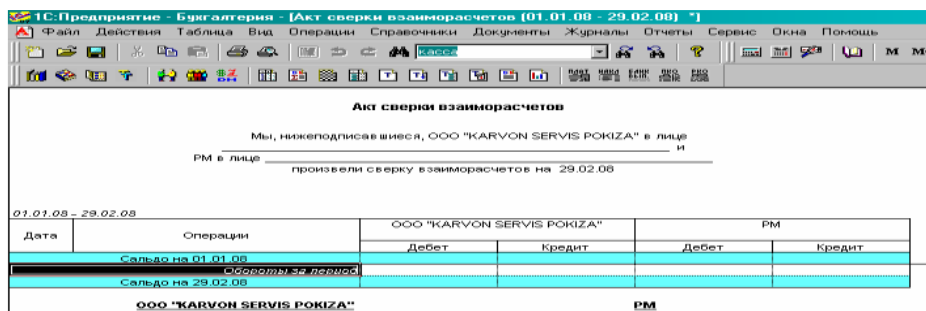 1С:Предприятие - Бухгалтерия - [Акт сверки взаиморасчетов (01.01.08 - 29.02.08) *]
Файл Действия Таблица Вид Операции Справочники Документы Журналы Отчеты Сервис Окна Помощь
касса
М
Акт сверки взаиморасчетов
Мы, нижеподписавшиеся, ООО "KARVON SERVIS POKIZA" в лице
и
РМ в лице
произвели сверку взаиморасчетов на 29.02.08
01.01.08 – 29.02.08
Дата Операции ООО "KARVON SERVIS POKIZA" РМ
Дебет Кредит Дебет Кредит
Сальдо на 01.01.08
Обороты за период
Сальдо на 29.02.08
ООО "KARVON SERVIS POKIZA" РМ